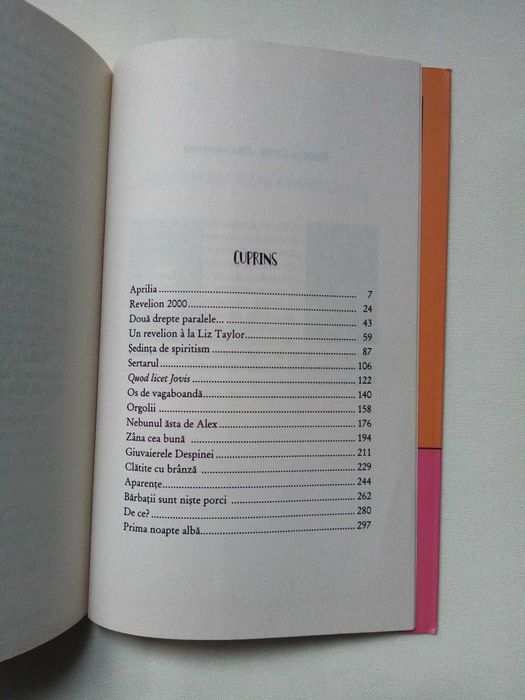 CUPRINS
Aprilia 7
Revelion 2000 24
Două drepte paralele... 43
Un revelion à la Liz Taylor 59
Ședința de spiritism 87
Sertarul 106
Quod licet Jovis 122
Os de vagaboandă 140
Orgolii 158
Nebunul ăsta de Alex 176
Zâna cea bună 194
Giuvaierele Despinei 211
Clătite cu brânză 229
Aparențe 244
Bărbații sunt niște porci 262
De ce? 280
Prima noapte albă 297